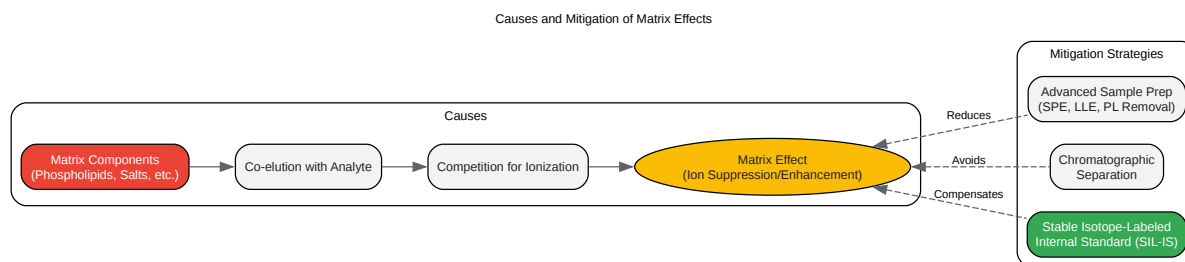 Causes and Mitigation of Matrix Effects
Causes
Matrix Components
(Phospholipids, Salts, etc.)
Co-elution with Analyte
Competition for Ionization
Matrix Effect
(Ion Suppression/Enhancement)
Reduces
Avoids
Compensates
Mitigation Strategies
Advanced Sample Prep
(SPE, LLE, PL Removal)
Chromatographic
Separation
Stable Isotope-Labeled
Internal Standard (SIL-IS)